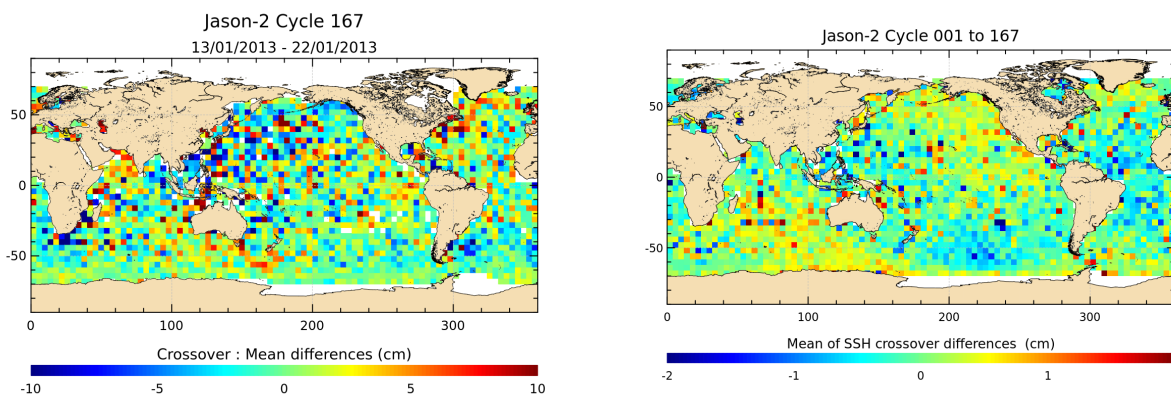 Jason-2 Cycle 167
13/01/2013 - 22/01/2013
50
0
-50
0 100 200 300
Crossover : Mean differences (cm)
-10 -5 0 5 10
Jason-2 Cycle 001 to 167
50
0
-50
0 100 200 300
Mean of SSH crossover differences (cm)
-2 -1 0 1